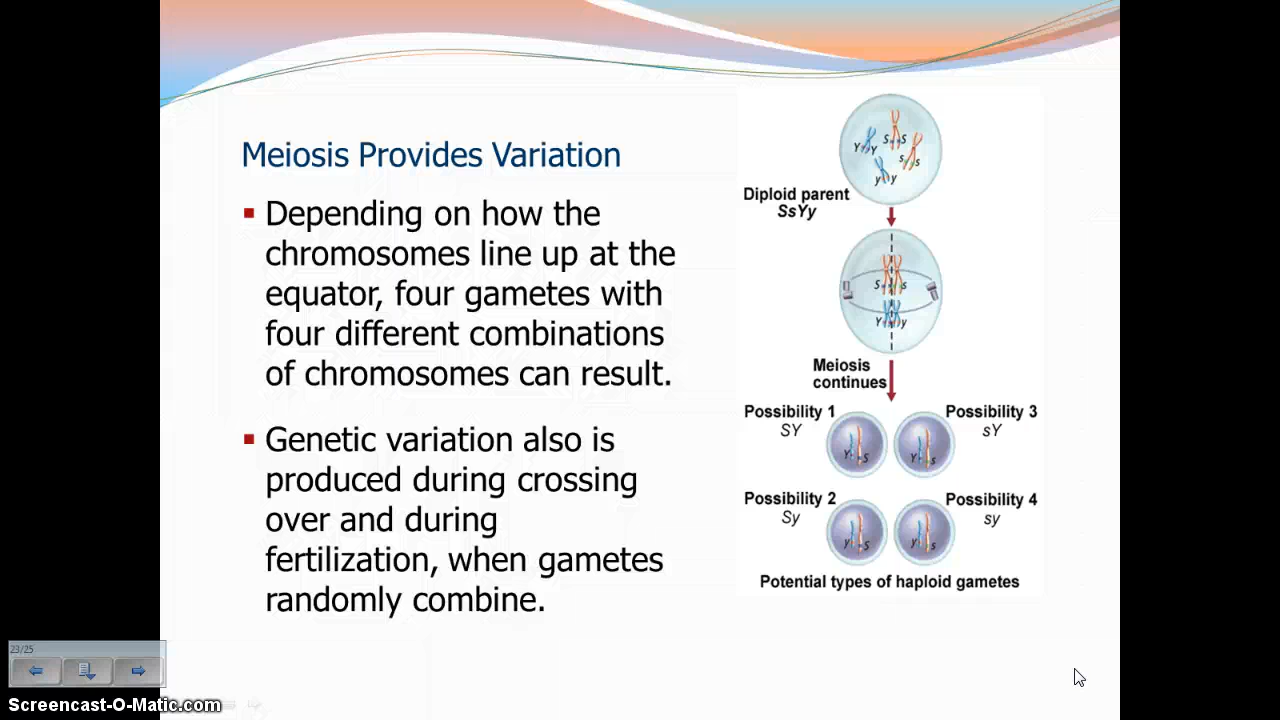 Meiosis Provides Variation
Depending on how the
chromosomes line up at the
equator, four gametes with
four different combinations
of chromosomes can result.
Genetic variation also is
produced during crossing
over and during
fertilization, when gametes
randomly combine.
Y Y S S
s s
y y
Diploid parent
SsYy
S s
Y y
Meiosis
continues
Possibility 1
SY
Y S
Possibility 3
sY
Y s
Possibility 2
Sy
y S
Possibility 4
sy
y s
Potential types of haploid gametes
23/25
Screencast-O-Matic.com